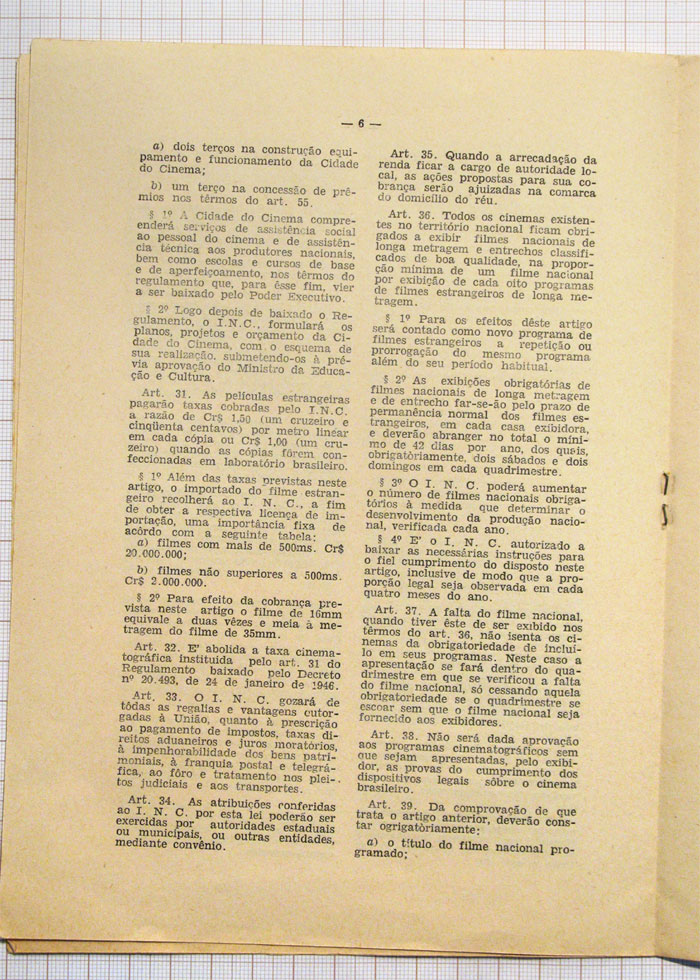 — 6 —
a) dois terços na construção equi-
pamento e funcionamento da Cidade
do Cinema;
b) um terço na concessão de prê-
mios nos têrmos do art. 55.
§ 1º A Cidade do Cinema compre-
enderá serviços de assistência social
ao pessoal do cinema e de assistên-
cia técnica aos produtores nacionais,
bem como escolas e cursos de base
e de aperfeiçoamento, nos têrmos do
regulamento que, para êsse fim, vier
a ser baixado pelo Poder Executivo.
§ 2º Logo depois de baixado o Re-
gulamento, o I.N.C., formulará os
planos, projetos e orçamento da Ci-
dade do Cinema, com o esquema de
sua realização, submetendo-os à pré-
via aprovação do Ministro da Educa-
ção e Cultura.
Art. 31. As películas estrangeiras
pagarão taxas cobradas pelo I.N.C.
a razão de Cr$ 1,50 (um cruzeiro e
cinqüenta centavos) por metro linear
em cada cópia ou Cr$ 1,00 (um cru-
zeiro) quando as cópias fôrem con-
feccionadas em laboratório brasileiro.
§ 1º Além das taxas previstas neste
artigo, o importado do filme estran-
geiro recolherá ao I. N. C., a fim
de obter a respectiva licença de im-
portação, uma importância fixa de
acôrdo com a seguinte tabela:
a) filmes com mais de 500ms. Cr$
20.000.000;
b) filmes não superiores a 500ms.
Cr$ 2.000.000.
§ 2º Para efeito da cobrança pre-
vista neste artigo o filme de 16mm
equivale a duas vêzes e meia à me-
tragem do filme de 35mm.
Art. 32. E' abolida a taxa cinema-
tográfica instituída pelo art. 31 do
Regulamento baixado pelo Decreto
nº 20.493, de 24 de janeiro de 1946.
Art. 33. O I. N. C. gozará de
tôdas as regalias e vantagens cutor-
gadas à União, quanto à prescrição
ao pagamento de impostos, taxas di-
reitos aduaneiros e juros moratórios,
à impenhorabilidade dos bens patri-
moniais, à franquia postal e telegrá-
fica, ao fôro e tratamento nos plei-
tos judiciais e aos transportes.
Art. 34. As atribuições conferidas
ao I. N. C. por esta lei poderão ser
exercidas por autoridades estaduais
ou municipais, ou outras entidades,
mediante convênio.
Art. 35. Quando a arrecadação da
renda ficar a cargo de autoridade lo-
cal, as ações propostas para sua co-
brança serão ajuizadas na comarca
do domicílio do réu.
Art. 36. Todos os cinemas existen-
tes no território nacional ficam obri-
gados a exibir filmes nacionais de
longa metragem e entrechos classifi-
cados de boa qualidade, na propor-
ção mínima de um filme nacional
por exibição de cada oito programas
de filmes estrangeiros de longa me-
tragem.
§ 1º Para os efeitos dêste artigo
será contado como novo programa de
filmes estrangeiros a repetição ou
prorrogação do mesmo programa
além do seu período habitual.
§ 2º As exibições obrigatórias de
filmes nacionais de longa metragem
e de entrecho far-se-ão pelo prazo de
permanência normal dos filmes es-
trangeiros, em cada casa exibidora,
e deverão abranger no total o míni-
mo de 42 dias por ano, dos quais,
obrigatòriamente, dois sábados e dois
domingos em cada quadrimestre.
§ 3º O I. N. C. poderá aumentar
o número de filmes nacionais obriga-
tórios à medida que determinar o
desenvolvimento da produção nacio-
nal, verificada cada ano.
§ 4º E' o I. N. C. autorizado a
baixar as necessárias instruções para
o fiel cumprimento do disposto neste
artigo, inclusive de modo que a pro-
porção legal seja observada em cada
quatro meses do ano.
Art. 37. A falta do filme nacional,
quando tiver êste de ser exibido nos
têrmos do art. 36, não isenta os ci-
nemas da obrigatoriedade de incluí-
lo em seus programas. Neste caso a
apresentação se fará dentro do qua-
drimestre em que se verificou a falta
do filme nacional, só cessando aquela
obrigatoriedade se o quadrimestre se
escoar sem que o filme nacional seja
fornecido aos exibidores.
Art. 38. Não será dada aprovação
aos programas cinematográficos sem
que sejam apresentadas, pelo exibi-
dor, as provas do cumprimento dos
dispositivos legais sôbre o cinema
brasileiro.
Art. 39. Da comprovação de que
trata o artigo anterior, deverão cons-
tar ogrigatòriamente:
a) o título do filme nacional pro-
gramado;